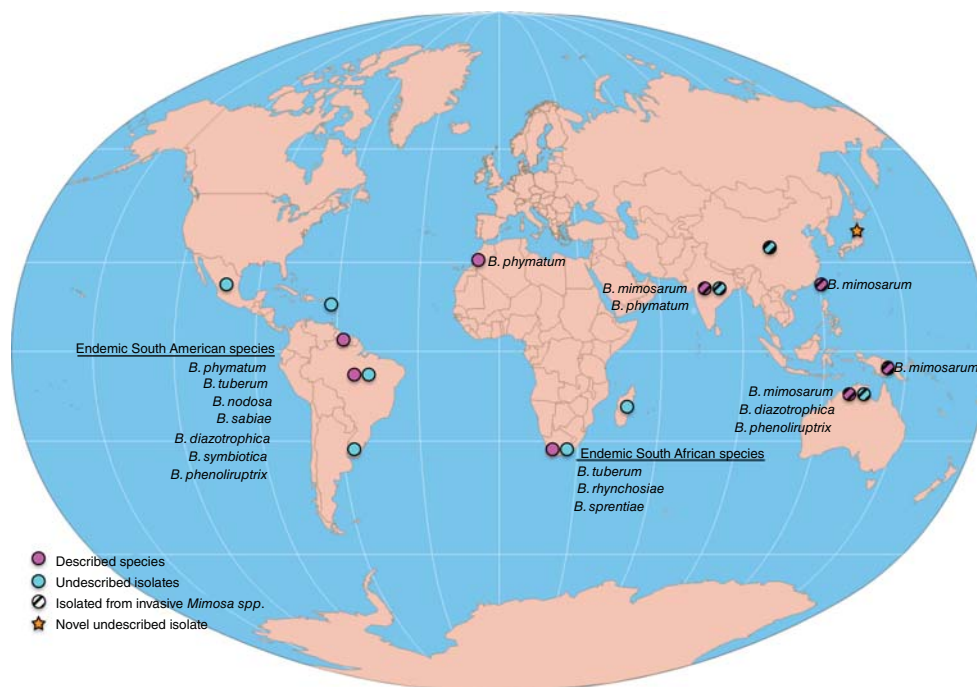 B. phymatum
B. mimosarum
B. phymatum
B. mimosarum
B. mimosarum
B. mimosarum
B. diazotrophica
B. phenoliruptrix
Endemic South American species
B. phymatum
B. tuberum
B. nodosa
B. sabiae
B. diazotrophica
B. symbiotica
B. phenoliruptrix
Endemic South African species
B. tuberum
B. rhynchosiae
B. sprentiae
Described species
Undescribed isolates
Isolated from invasive Mimosa spp.
Novel undescribed isolate